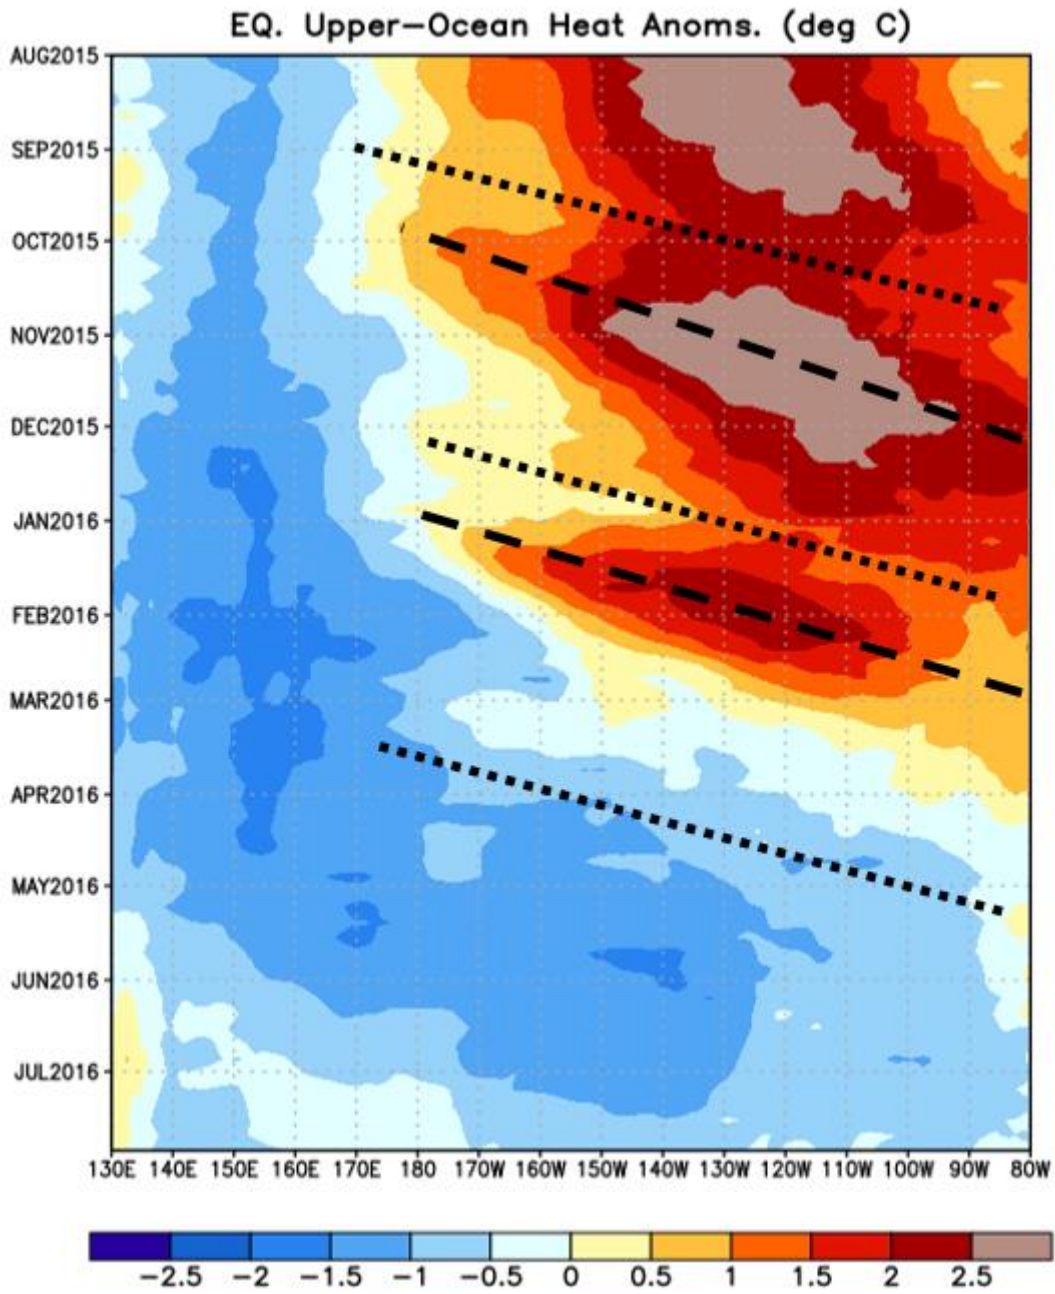 EQ. Upper-Ocean Heat Anoms. (deg C)
AUG2015
SEP2015
OCT2015
NOV2015
DEC2015
JAN2016
FEB2016
MAR2016
APR2016
MAY2016
JUN2016
JUL2016
130E 140E 150E 160E 170E 180 170W 160W 150W 140W 130W 120W 110W 100W 90W 80W
-2.5 -2 -1.5 -1 -0.5 0 0.5 1 1.5 2 2.5